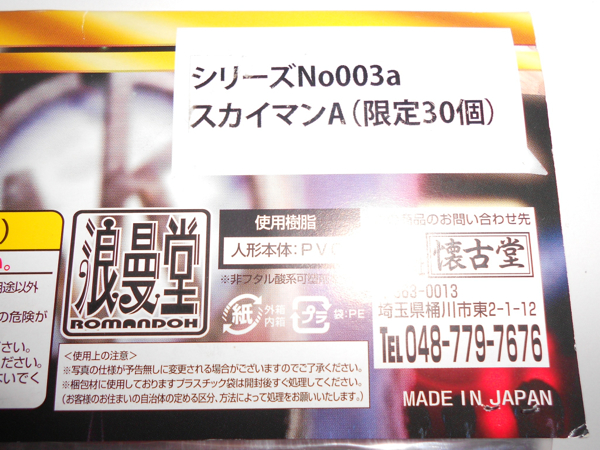 シリーズNo003a
スカイマンA(限定30個)
)
い。
用途以外
の危険が
さい。
ださい。
ないでく
浪曼堂
ROMANDOH
使用樹脂
人形本体:PVC
※非フタル酸系可塑剤
紙
外箱
内箱
プラ
袋:PE
商品のお問い合わせ先
懐古堂
363-0013
埼玉県桶川市東2-1-12
TEL048-779-7676
<使用上の注意>
※写真の仕様が予告無しに変更される場合がございますのでご了承ください。
※梱包材に使用しておりますプラスチック袋は開封後すぐ処理してください。
(お客様のお住まいの自治体の定める区分、方法によって処理をお願いいたします。)
MADE IN JAPAN